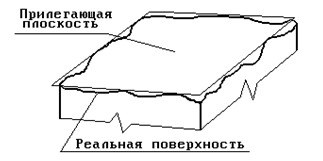 Прилегающая
плоскость
Реальная поверхность